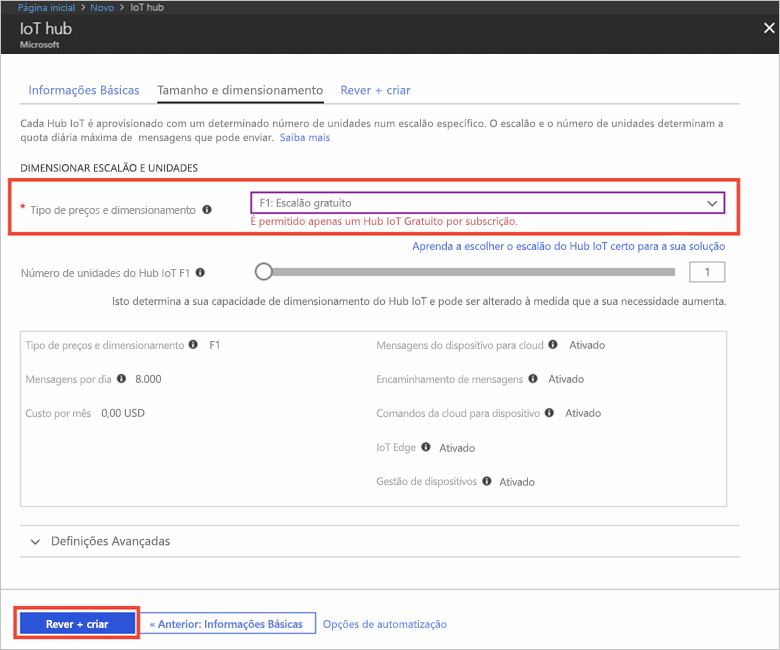 Página inicial > Novo > IoT hub
IoT hub
Microsoft
Informações Básicas Tamanho e dimensionamento Rever + criar
Cada Hub IoT é aprovisionado com um determinado número de unidades num escalão específico. O escalão e o número de unidades determinam a
quota diária máxima de mensagens que pode enviar. Saiba mais
DIMENSIONAR ESCALÃO E UNIDADES
* Tipo de preços e dimensionamento F1: Escalão gratuito
É permitido apenas um Hub IoT Gratuito por subscrição.
Aprenda a escolher o escalão do Hub IoT certo para a sua solução
Número de unidades do Hub IoT F1 1
Isto determina a sua capacidade de dimensionamento do Hub IoT e pode ser alterado à medida que a sua necessidade aumenta.
Tipo de preços e dimensionamento F1
Mensagens por dia 8.000
Custo por mês 0,00 USD
Mensagens do dispositivo para cloud Ativado
Encaminhamento de mensagens Ativado
Comandos da cloud para dispositivo Ativado
IoT Edge Ativado
Gestão de dispositivos Ativado
Definições Avançadas
Rever + criar « Anterior: Informações Básicas Opções de automatização